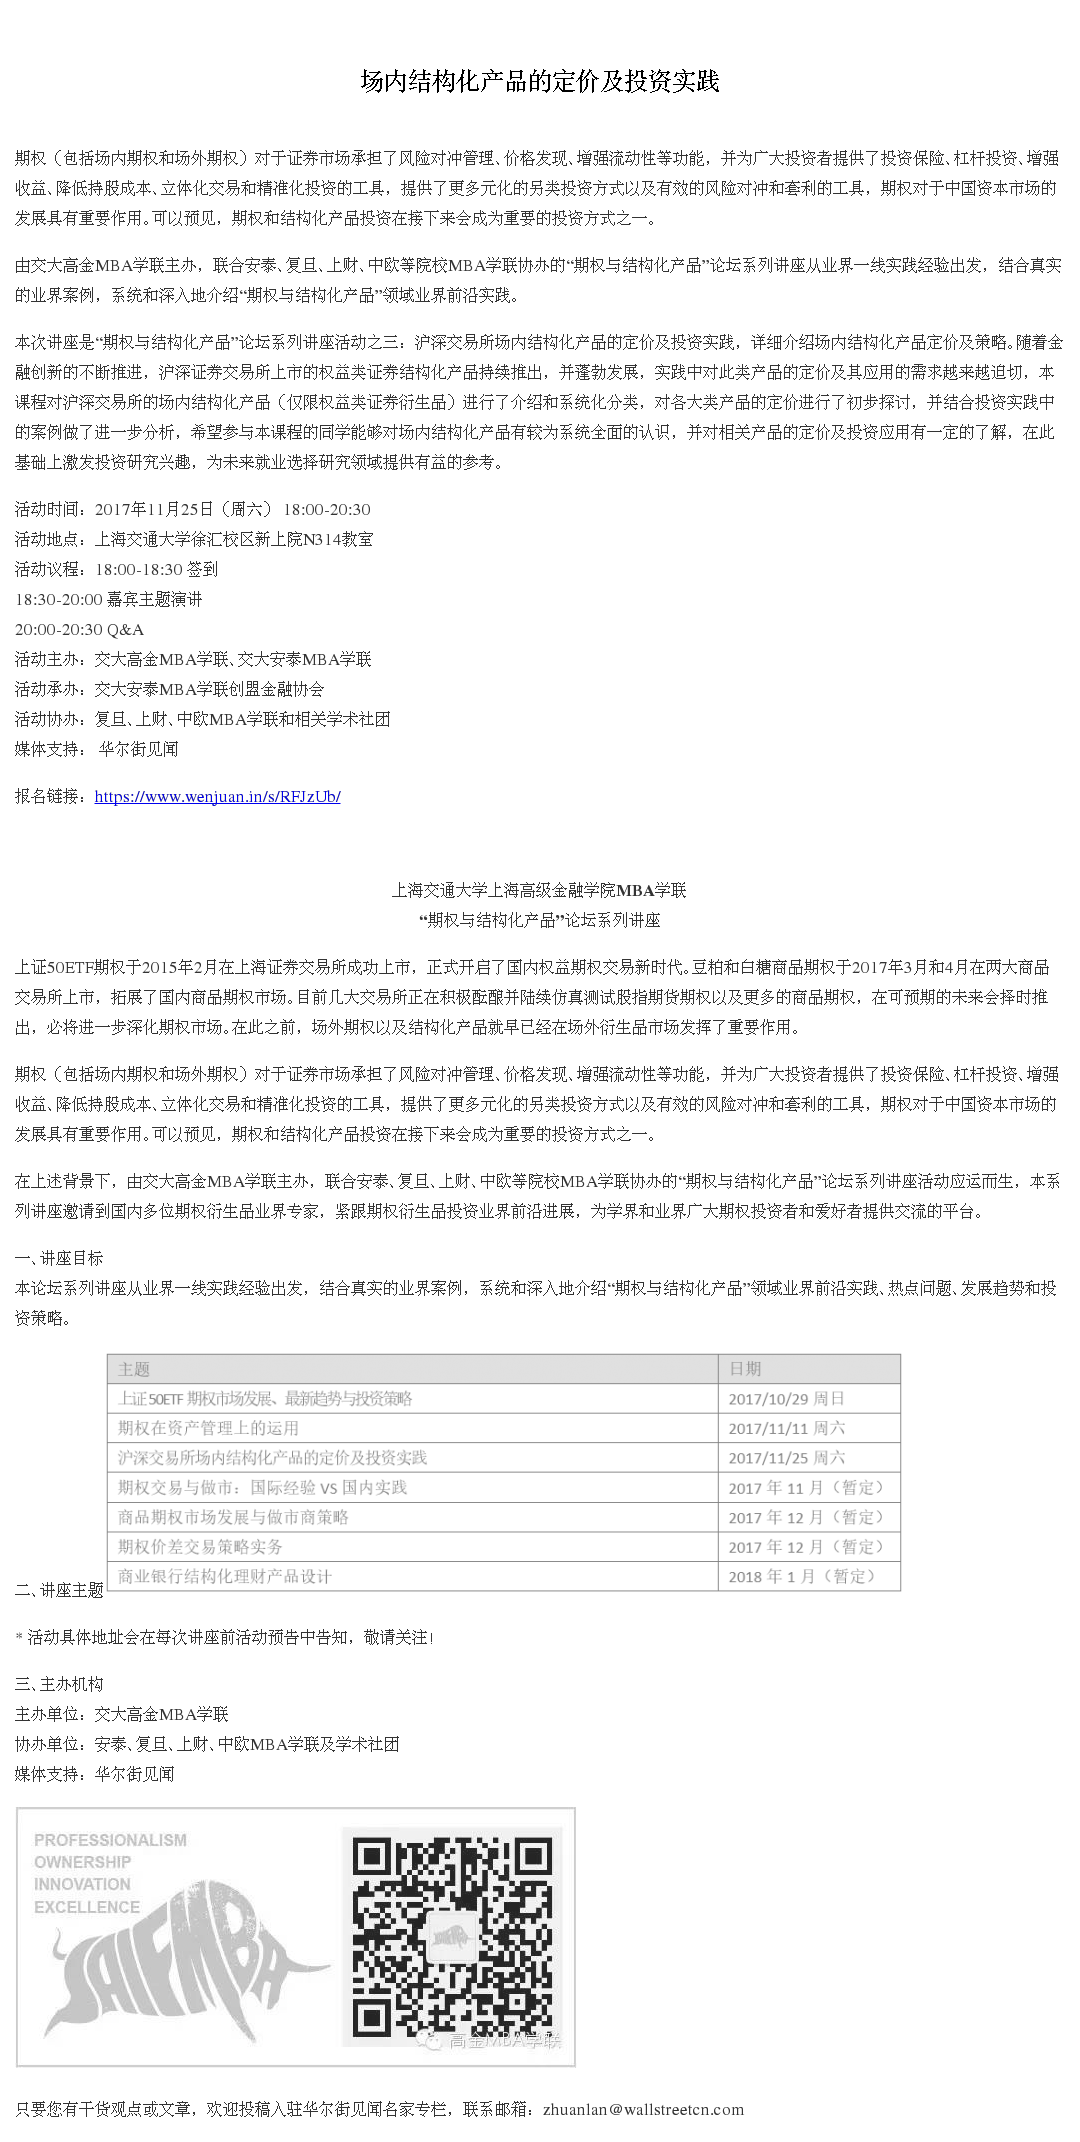 场内结构化产品的定价及投资实践
期权（包括场内期权和场外期权）对于证券市场承担了风险对冲管理、价格发现、增强流动性等功能，并为广大投资者提供了投资保险、杠杆投资、增强
收益、降低持股成本、立体化交易和精准化投资的工具，提供了更多元化的另类投资方式以及有效的风险对冲和套利的工具，期权对于中国资本市场的
发展具有重要作用。可以预见，期权和结构化产品投资在接下来会成为重要的投资方式之一。
由交大高金MBA学联主办，联合安泰、复旦、上财、中欧等院校MBA学联协办的“期权与结构化产品”论坛系列讲座从业界一线实践经验出发，结合真实
的业界案例，系统和深入地介绍“期权与结构化产品”领域业界前沿实践。
本次讲座是“期权与结构化产品”论坛系列讲座活动之三：沪深交易所场内结构化产品的定价及投资实践，详细介绍场内结构化产品定价及策略。随着金
融创新的不断推进，沪深证券交易所上市的权益类证券结构化产品持续推出，并蓬勃发展，实践中对此类产品的定价及其应用的需求越来越迫切，本
课程对沪深交易所的场内结构化产品（仅限权益类证券衍生品）进行了介绍和系统化分类，对各大类产品的定价进行了初步探讨，并结合投资实践中
的案例做了进一步分析，希望参与本课程的同学能够对场内结构化产品有较为系统全面的认识，并对相关产品的定价及投资应用有一定的了解，在此
基础上激发投资研究兴趣，为未来就业选择研究领域提供有益的参考。
活动时间：2017年11月25日（周六） 18:00-20:30
活动地点：上海交通大学徐汇校区新上院N314教室
活动议程：18:00-18:30 签到
18:30-20:00 嘉宾主题演讲
20:00-20:30 Q&A
活动主办：交大高金MBA学联、交大安泰MBA学联
活动承办：交大安泰MBA学联创盟金融协会
活动协办：复旦、上财、中欧MBA学联和相关学术社团
媒体支持： 华尔街见闻
报名链接：https://www.wenjuan.in/s/RFJzUb/
上海交通大学上海高级金融学院MBA学联
“期权与结构化产品”论坛系列讲座
上证50ETF期权于2015年2月在上海证券交易所成功上市，正式开启了国内权益期权交易新时代。豆粕和白糖商品期权于2017年3月和4月在两大商品
交易所上市，拓展了国内商品期权市场。目前几大交易所正在积极酝酿并陆续仿真测试股指期货期权以及更多的商品期权，在可预期的未来会择时推
出，必将进一步深化期权市场。在此之前，场外期权以及结构化产品就早已经在场外衍生品市场发挥了重要作用。
期权（包括场内期权和场外期权）对于证券市场承担了风险对冲管理、价格发现、增强流动性等功能，并为广大投资者提供了投资保险、杠杆投资、增强
收益、降低持股成本、立体化交易和精准化投资的工具，提供了更多元化的另类投资方式以及有效的风险对冲和套利的工具，期权对于中国资本市场的
发展具有重要作用。可以预见，期权和结构化产品投资在接下来会成为重要的投资方式之一。
在上述背景下，由交大高金MBA学联主办，联合安泰、复旦、上财、中欧等院校MBA学联协办的“期权与结构化产品”论坛系列讲座活动应运而生，本系
列讲座邀请到国内多位期权衍生品业界专家，紧跟期权衍生品投资业界前沿进展，为学界和业界广大期权投资者和爱好者提供交流的平台。
一、讲座目标
本论坛系列讲座从业界一线实践经验出发，结合真实的业界案例，系统和深入地介绍“期权与结构化产品”领域业界前沿实践、热点问题、发展趋势和投
资策略。
主题 日期
上证50ETF 期权市场发展、最新趋势与投资策略 2017/10/29 周日
期权在资产管理上的运用 2017/11/11 周六
沪深交易所场内结构化产品的定价及投资实践 2017/11/25 周六
期权交易与做市：国际经验 VS 国内实践 2017 年 11 月（暂定）
商品期权市场发展与做市商策略 2017 年 12 月（暂定）
期权价差交易策略实务 2017 年 12 月（暂定）
商业银行结构化理财产品设计 2018 年 1 月（暂定）
二、讲座主题
* 活动具体地址会在每次讲座前活动预告中告知，敬请关注！
三、主办机构
主办单位：交大高金MBA学联
协办单位：安泰、复旦、上财、中欧MBA学联及学术社团
媒体支持：华尔街见闻
PROFESSIONALISM
OWNERSHIP
INNOVATION
EXCELLENCE
SAIFMBA
高金MBA学联
只要您有干货观点或文章，欢迎投稿入驻华尔街见闻名家专栏，联系邮箱：zhuanlan@wallstreetcn.com